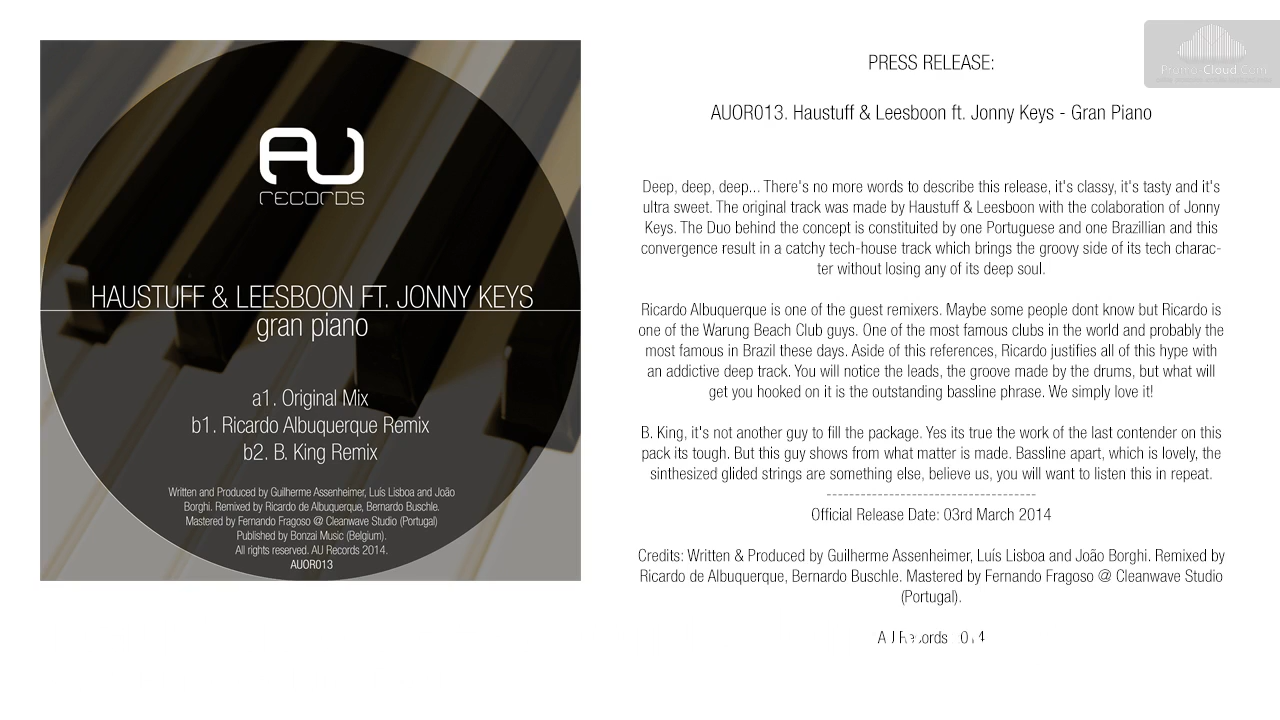 AU
records
HAUSTUFF & LEESBOON FT. JONNY KEYS
gran piano
a1. Original Mix
b1. Ricardo Albuquerque Remix
b2. B. King Remix
Written and Produced by Guilherme Assenheimer, Luís Lisboa and João
Borghi. Remixed by Ricardo de Albuquerque, Bernardo Buschle.
Mastered by Fernando Fragoso @ Cleanwave Studio (Portugal)
Published by Bonzai Music (Belgium).
All rights reserved. AU Records 2014.
AUOR013
Promo Cloud Com
PRESS RELEASE:
AUOR013. Haustuff & Leesboon ft. Jonny Keys - Gran Piano
Deep, deep, deep... There's no more words to describe this release, it's classy, it's tasty and it's
ultra sweet. The original track was made by Haustuff & Leesboon with the colaboration of Jonny
Keys. The Duo behind the concept is constituited by one Portuguese and one Brazillian and this
convergence result in a catchy tech-house track which brings the groovy side of its tech charac-
ter without losing any of its deep soul.
Ricardo Albuquerque is one of the guest remixers. Maybe some people dont know but Ricardo is
one of the Warung Beach Club guys. One of the most famous clubs in the world and probably the
most famous in Brazil these days. Aside of this references, Ricardo justifies all of this hype with
an addictive deep track. You will notice the leads, the groove made by the drums, but what will
get you hooked on it is the outstanding bassline phrase. We simply love it!
B. King, it's not another guy to fill the package. Yes its true the work of the last contender on this
pack its tough. But this guy shows from what matter is made. Bassline apart, which is lovely, the
sinthesized glided strings are something else, believe us, you will want to listen this in repeat.
------------------------------------
Official Release Date: 03rd March 2014
Credits: Written & Produced by Guilherme Assenheimer, Luís Lisboa and João Borghi. Remixed by
Ricardo de Albuquerque, Bernardo Buschle. Mastered by Fernando Fragoso @ Cleanwave Studio
(Portugal).